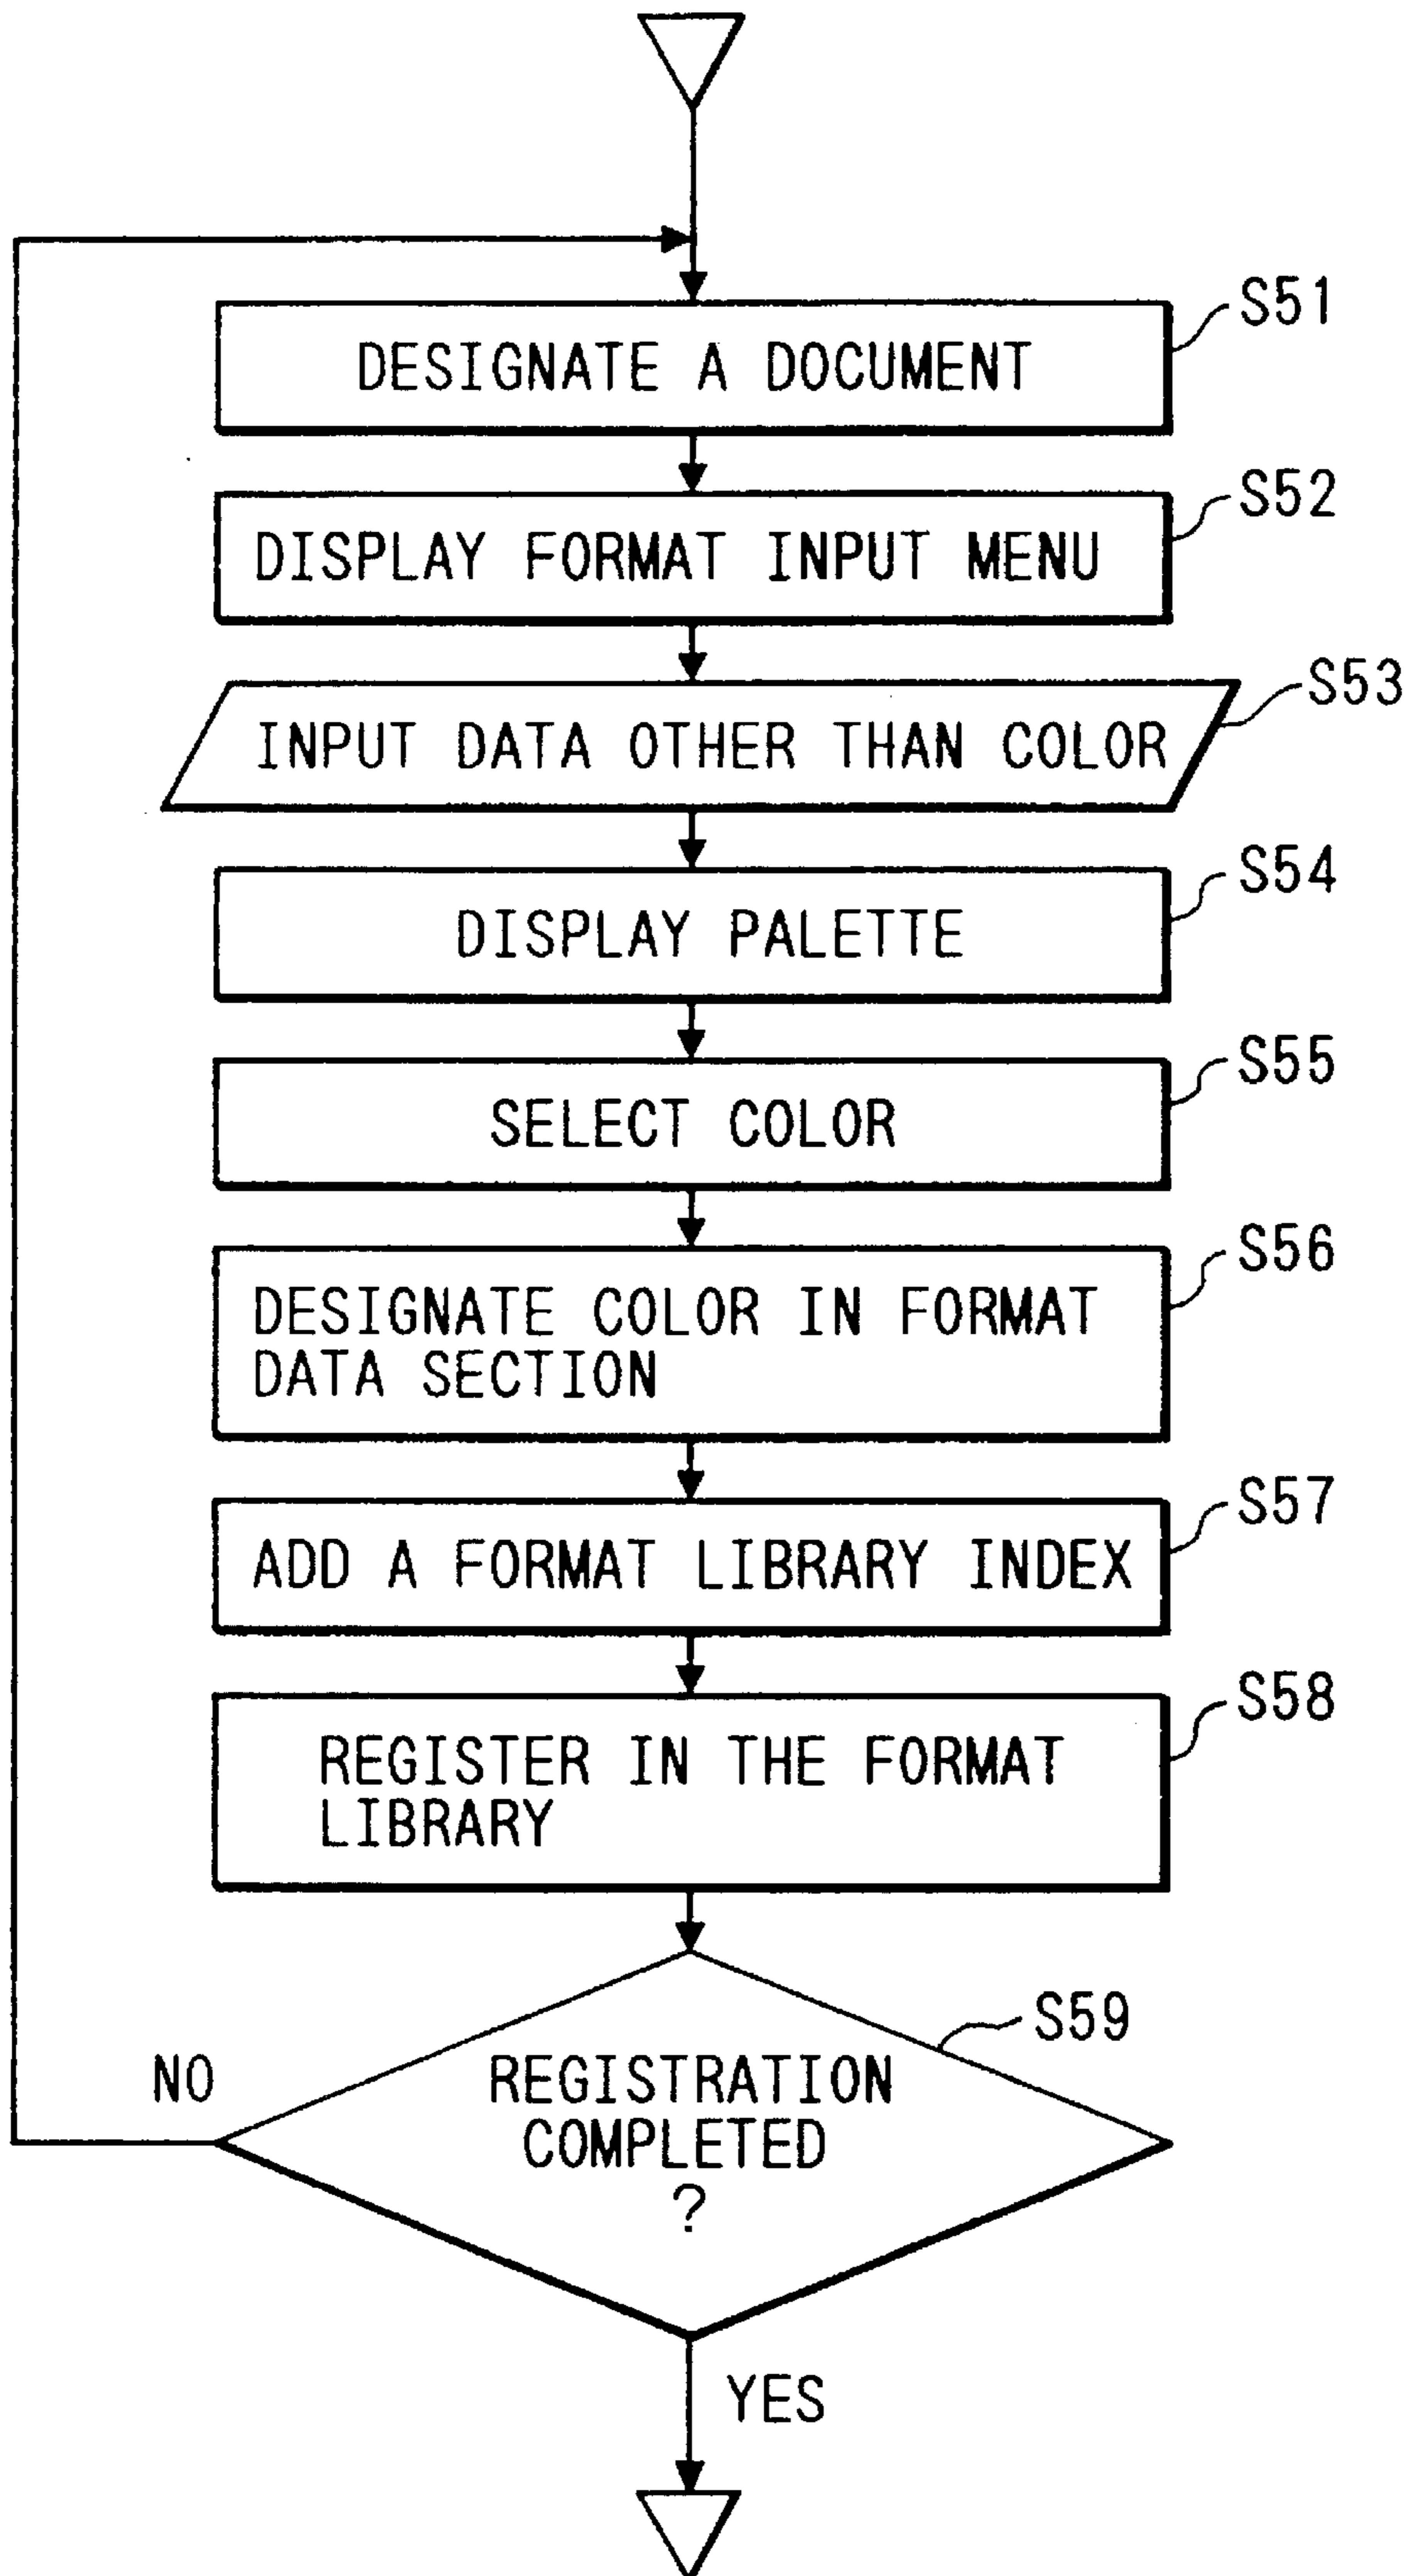 S51
DESIGNATE A DOCUMENT
S52
DISPLAY FORMAT INPUT MENU
S53
INPUT DATA OTHER THAN COLOR
S54
DISPLAY PALETTE
S55
SELECT COLOR
S56
DESIGNATE COLOR IN FORMAT
DATA SECTION
S57
ADD A FORMAT LIBRARY INDEX
S58
REGISTER IN THE FORMAT
LIBRARY
S59
NO
REGISTRATION
COMPLETED
?
YES